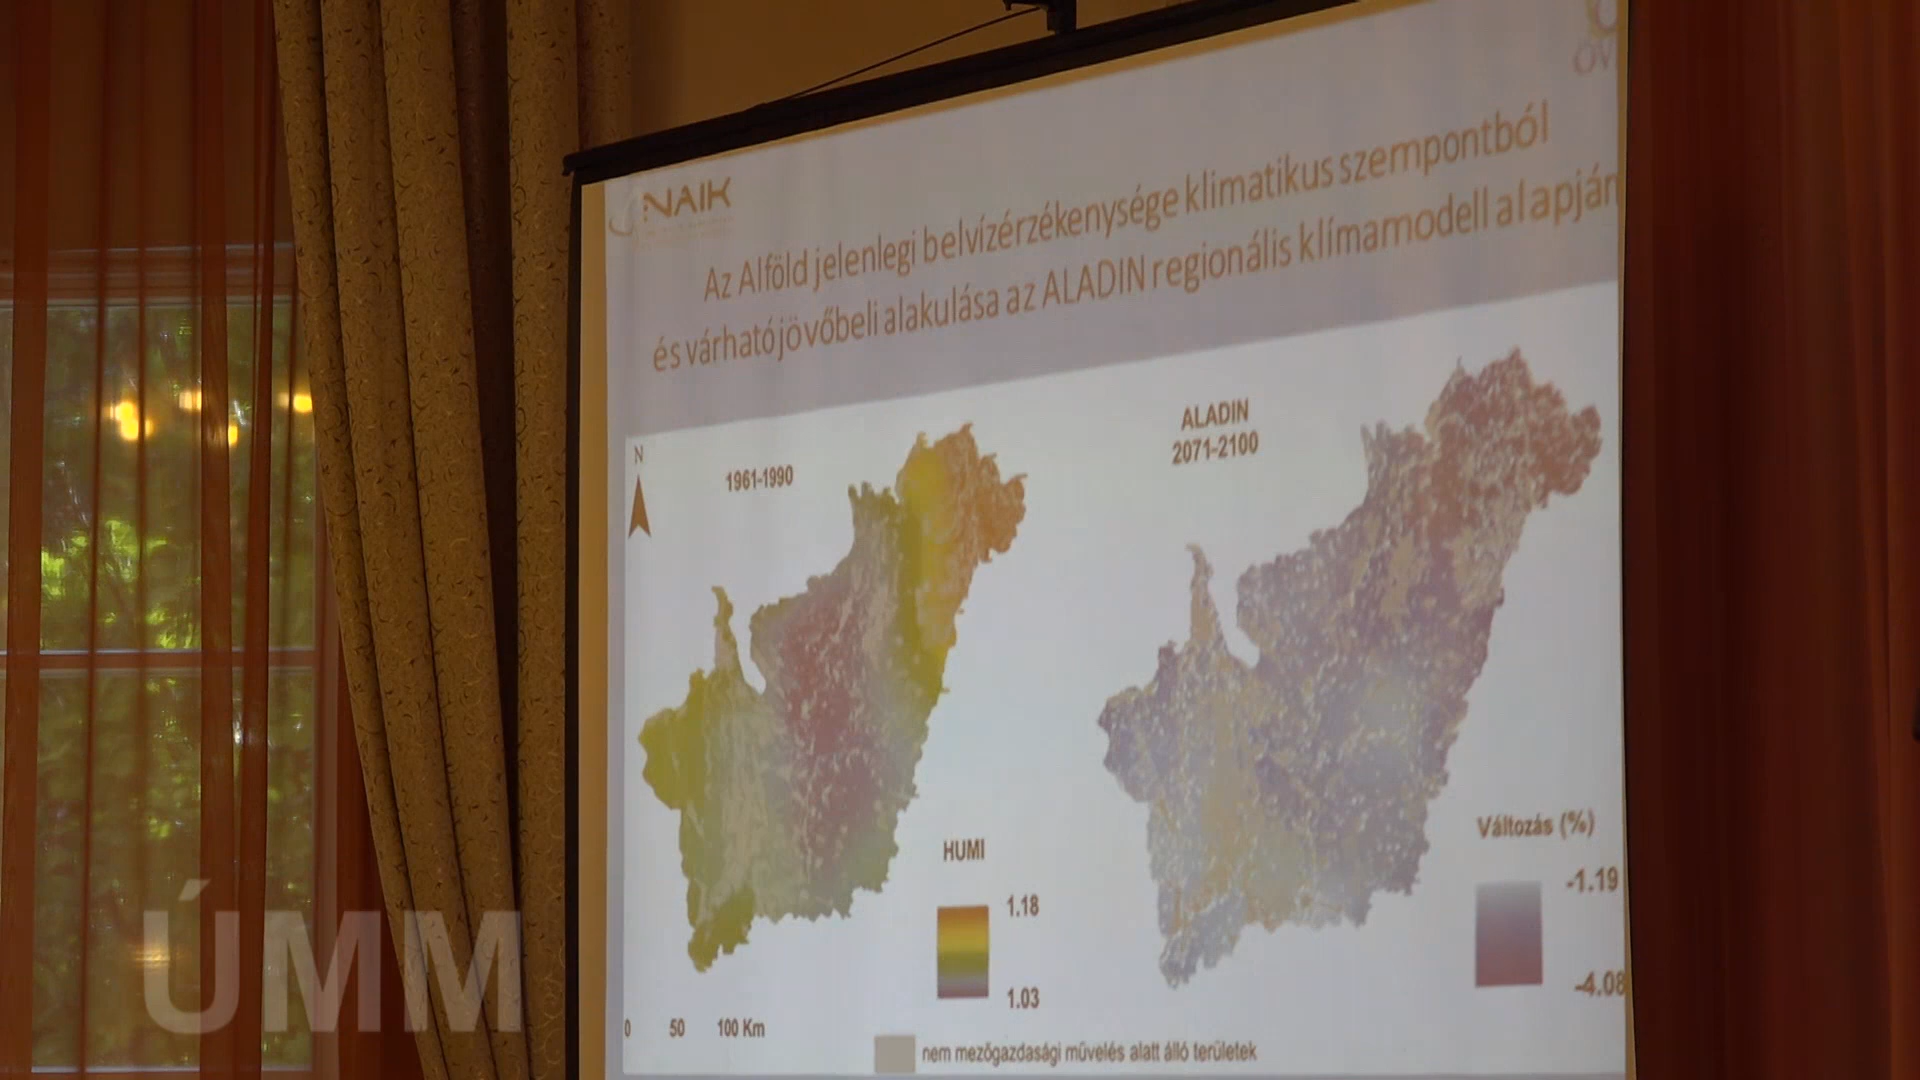 NAIK
Az Alföld jelenlegi belvízérzékenysége klimatikus szempontból
és várható jövőbeli alakulása az ALADIN regionális klímamodell alapján
N
1961-1990
ALADIN
2071-2100
HUMI
1.18
1.03
Változás (%)
-1.19
-4.08
0 50 100 Km
nem mezőgazdasági művelés alatt álló területek
ÚMM